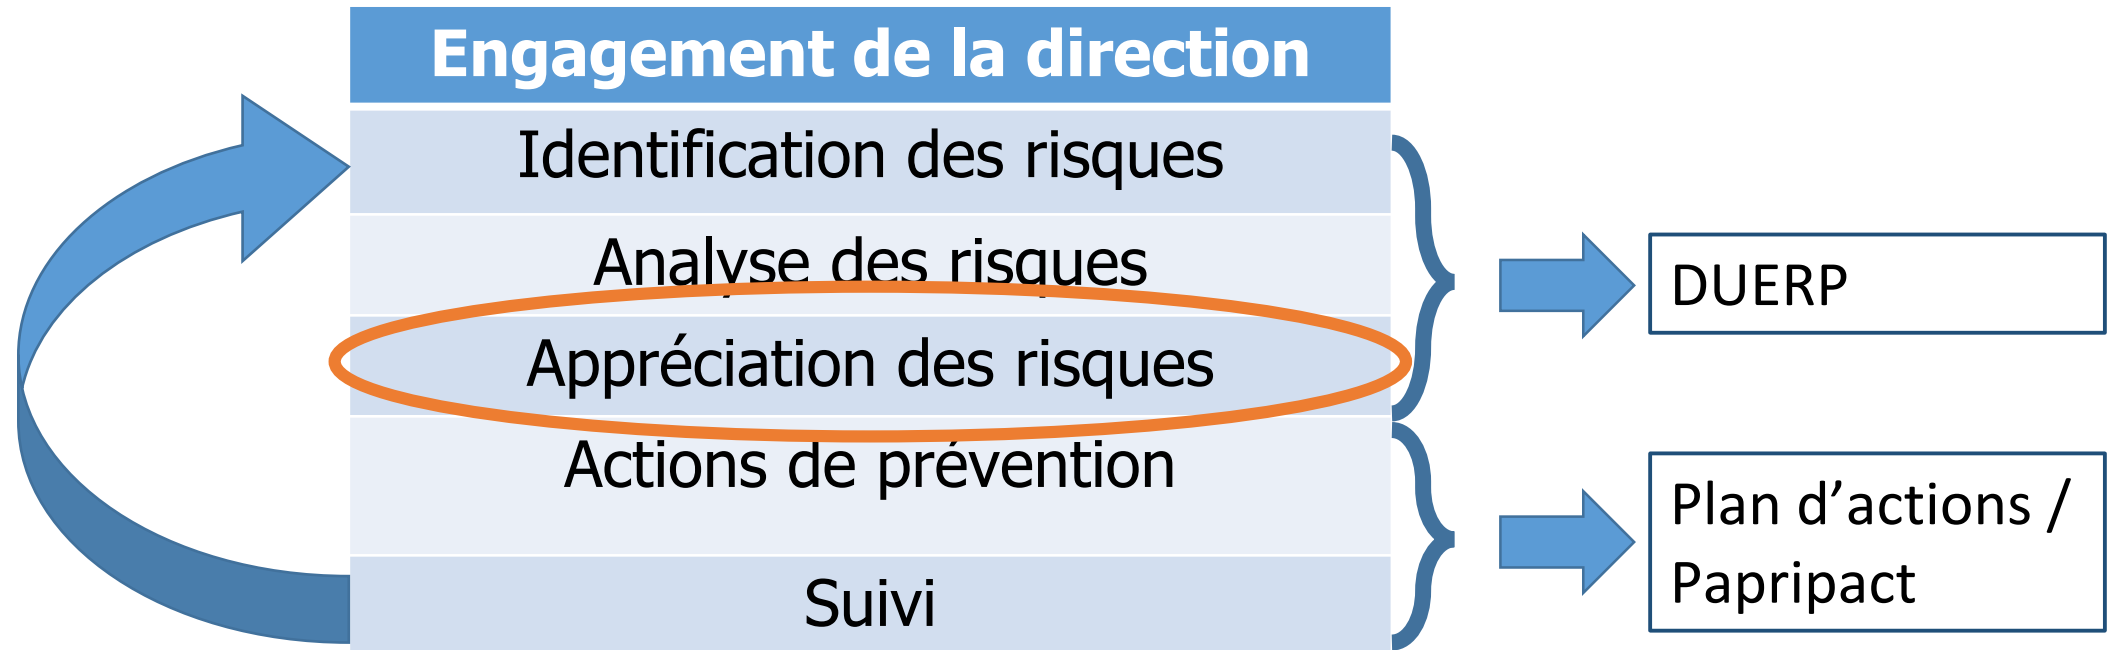 Engagement de la direction
Identification des risques
Analyse des risques
Appréciation des risques
Actions de prévention
Suivi
DUERP
Plan d’actions /
Papripact